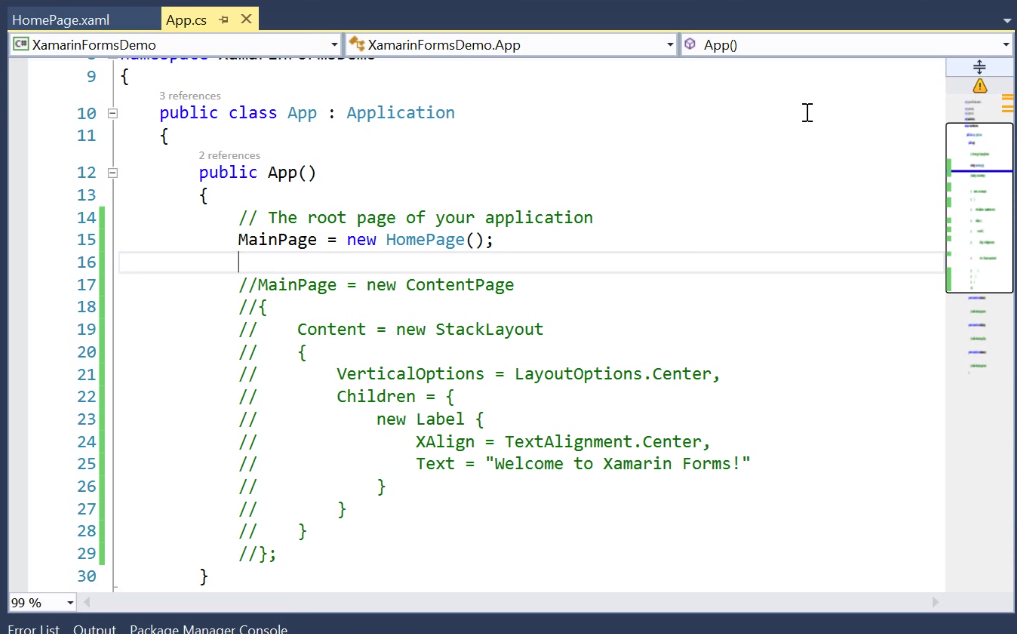 HomePage.xaml App.cs
C# XamarinFormsDemo XamarinFormsDemo.App App()
namespace XamarinFormsDemo
9 {
3 references
10 public class App : Application
11 {
2 references
12 public App()
13 {
14 // The root page of your application
15 MainPage = new HomePage();
16
17 //MainPage = new ContentPage
18 //{
19 // Content = new StackLayout
20 // {
21 // VerticalOptions = LayoutOptions.Center,
22 // Children = {
23 // new Label {
24 // XAlign = TextAlignment.Center,
25 // Text = "Welcome to Xamarin Forms!"
26 // }
27 // }
28 // }
29 //};
30 }
99 %
Error List Output Package Manager Console